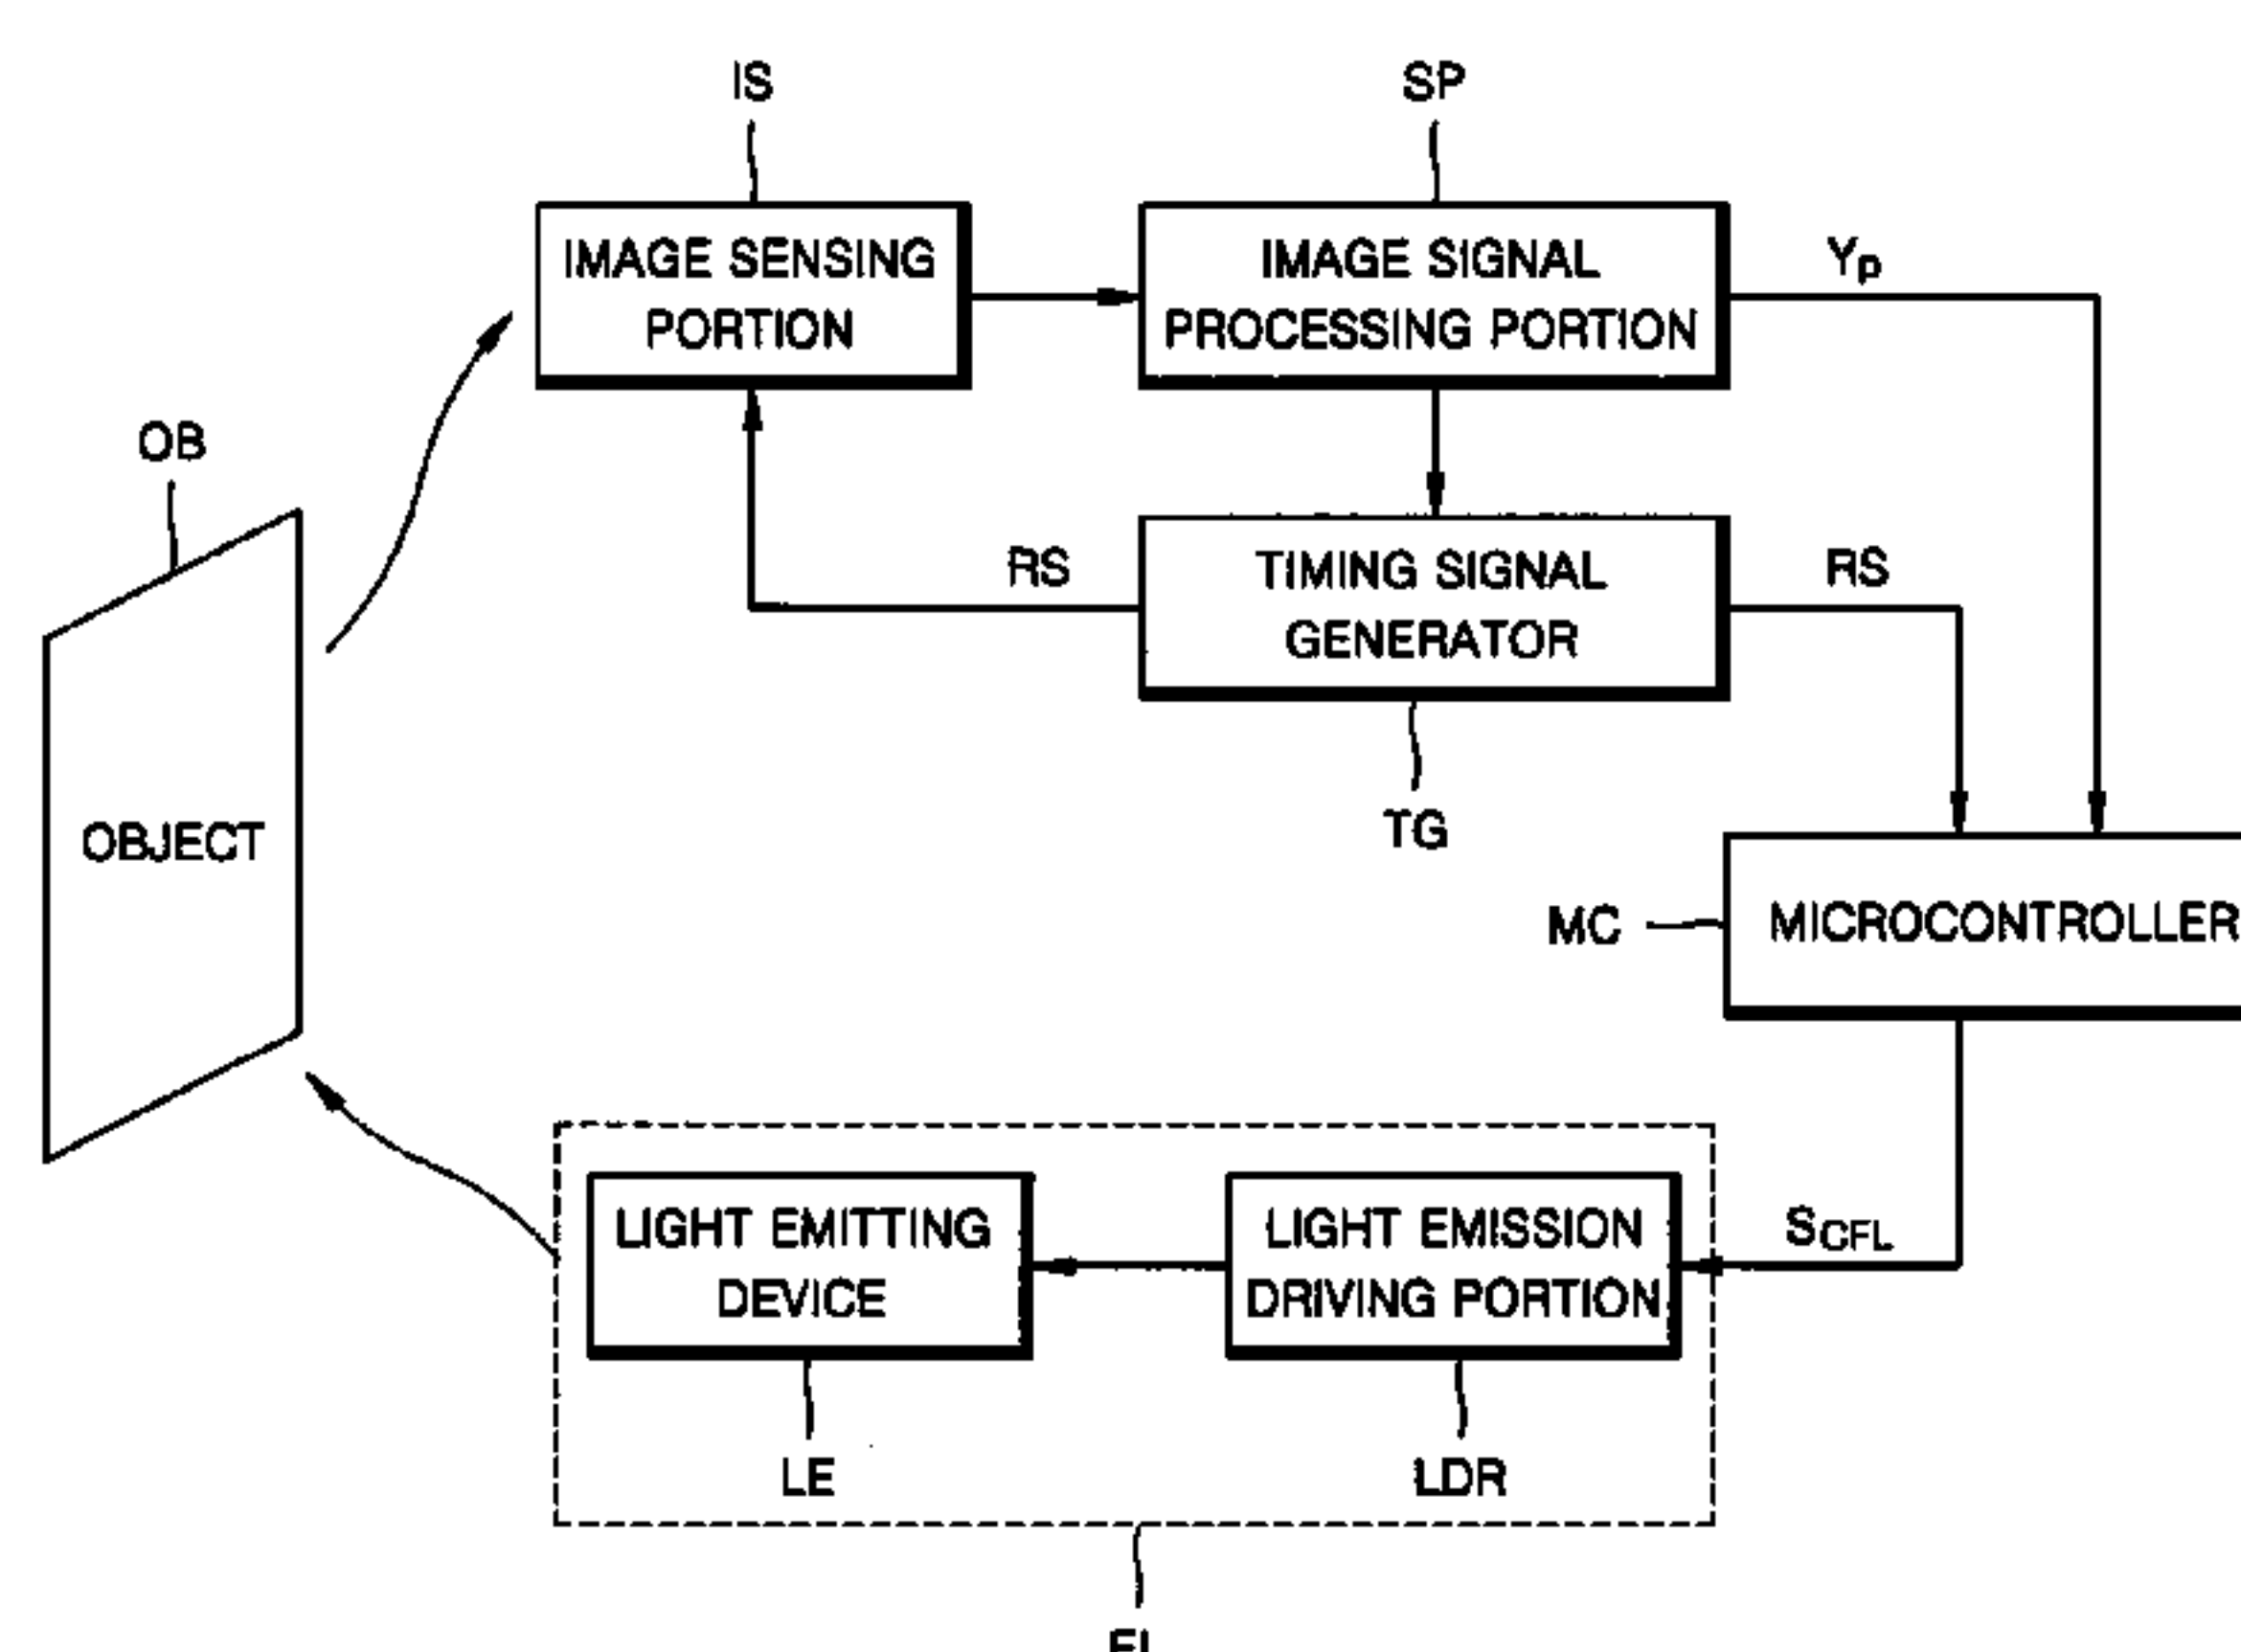 IS
SP
IMAGE SENSING
PORTION
IMAGE SIGNAL
PROCESSING PORTION
Yp
OB
RS
TIMING SIGNAL
GENERATOR
RS
TG
OBJECT
MC
MICROCONTROLLER
LIGHT EMITTING
DEVICE
LIGHT EMISSION
DRIVING PORTION
SCFL
LE
LDR